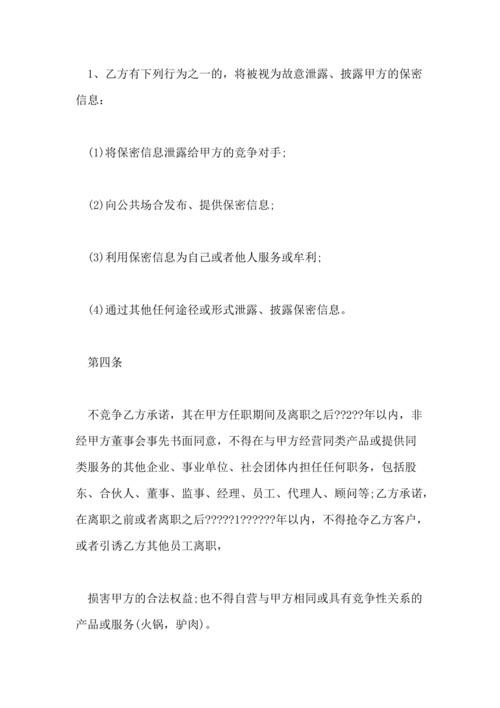 1、乙方有下列行为之一的，将被视为故意泄露、披露甲方的保密
信息：
(1)将保密信息泄露给甲方的竞争对手;
(2)向公共场合发布、提供保密信息;
(3)利用保密信息为自己或者他人服务或牟利;
(4)通过其他任何途径或形式泄露、披露保密信息。
第四条
不竞争乙方承诺，其在甲方任职期间及离职之后??2??年以内，非
经甲方董事会事先书面同意，不得在与甲方经营同类产品或提供同
类服务的其他企业、事业单位、社会团体内担任任何职务，包括股
东、合伙人、董事、监事、经理、员工、代理人、顾问等;乙方承诺，
在离职之前或者离职之后?????1??????年以内，不得抢夺乙方客户，
或者引诱乙方其他员工离职，
损害甲方的合法权益;也不得自营与甲方相同或具有竞争性关系的
产品或服务(火锅，驴肉)。